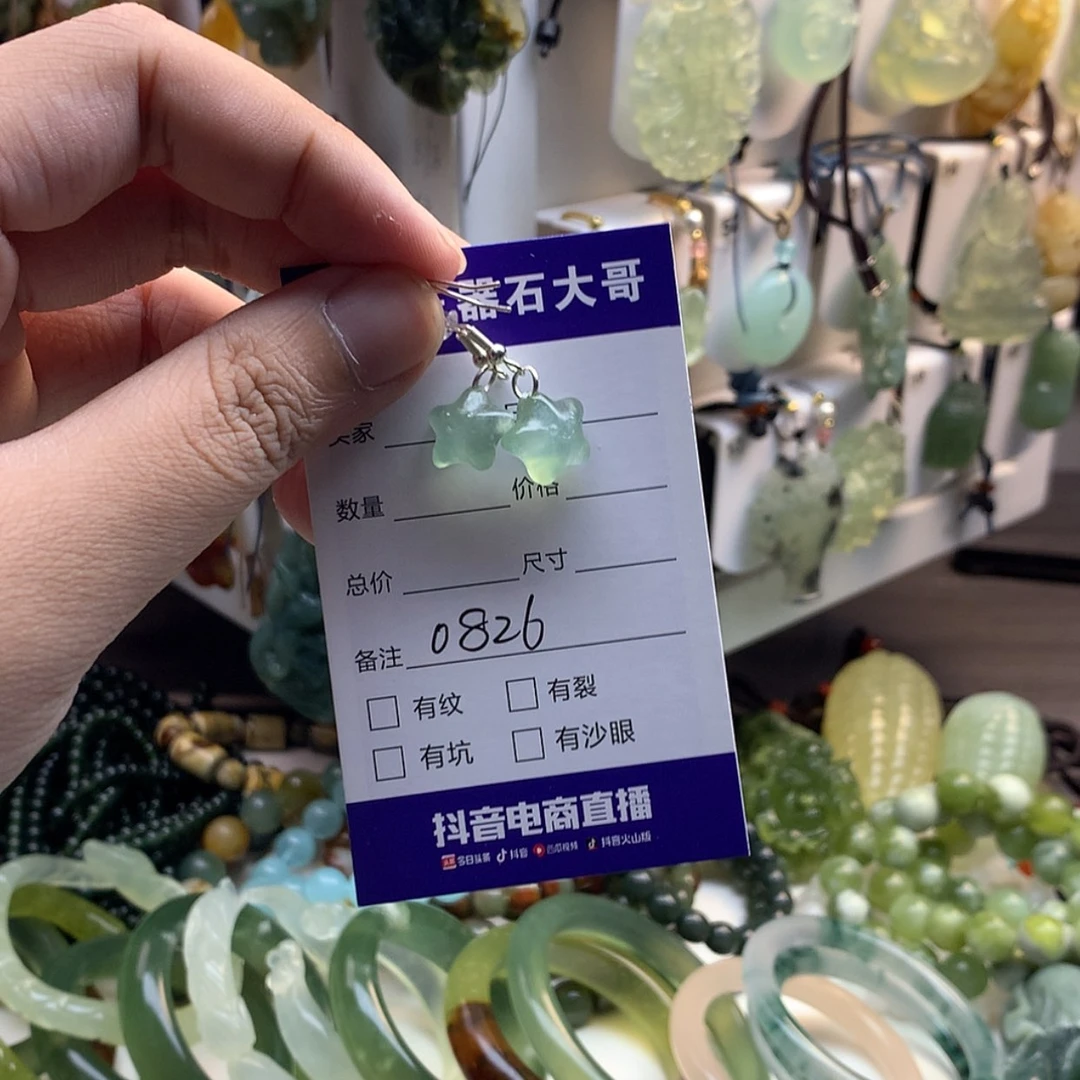 器石大哥
买家
数量 价格
总价 尺寸
备注 0826
有纹 有裂
有坑 有沙眼
抖音电商直播
今日头条 抖音 西瓜视频 抖音火山版